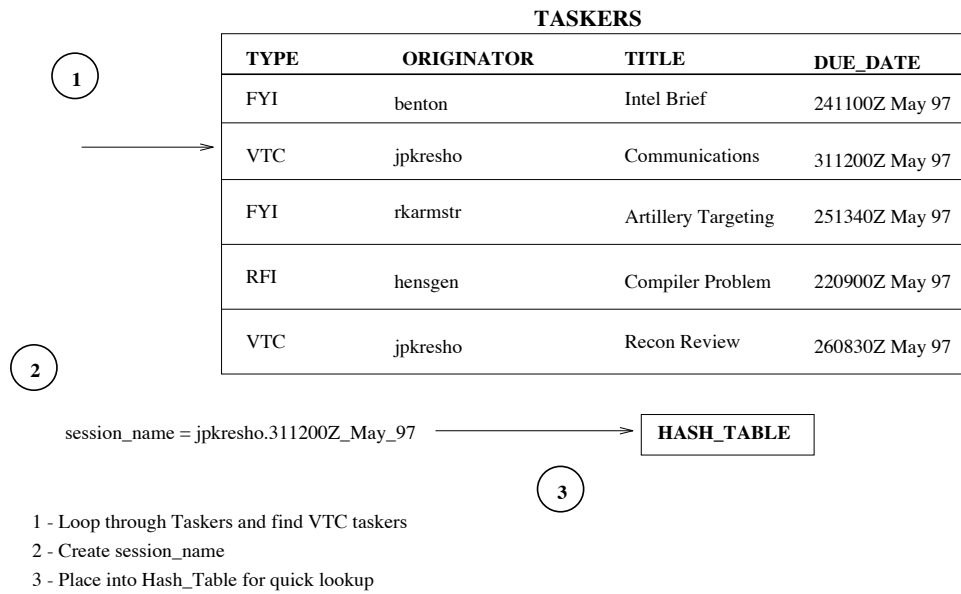 TASKERS
TYPE ORIGINATOR TITLE DUE_DATE
1
FYI benton Intel Brief 241100Z May 97
VTC jpkresho Communications 311200Z May 97
FYI rkarmstr Artillery Targeting 251340Z May 97
RFI hensgen Compiler Problem 220900Z May 97
VTC jpkresho Recon Review 260830Z May 97
2
session_name = jpkresho.311200Z_May_97 HASH_TABLE
3
1 - Loop through Taskers and find VTC taskers
2 - Create session_name
3 - Place into Hash_Table for quick lookup